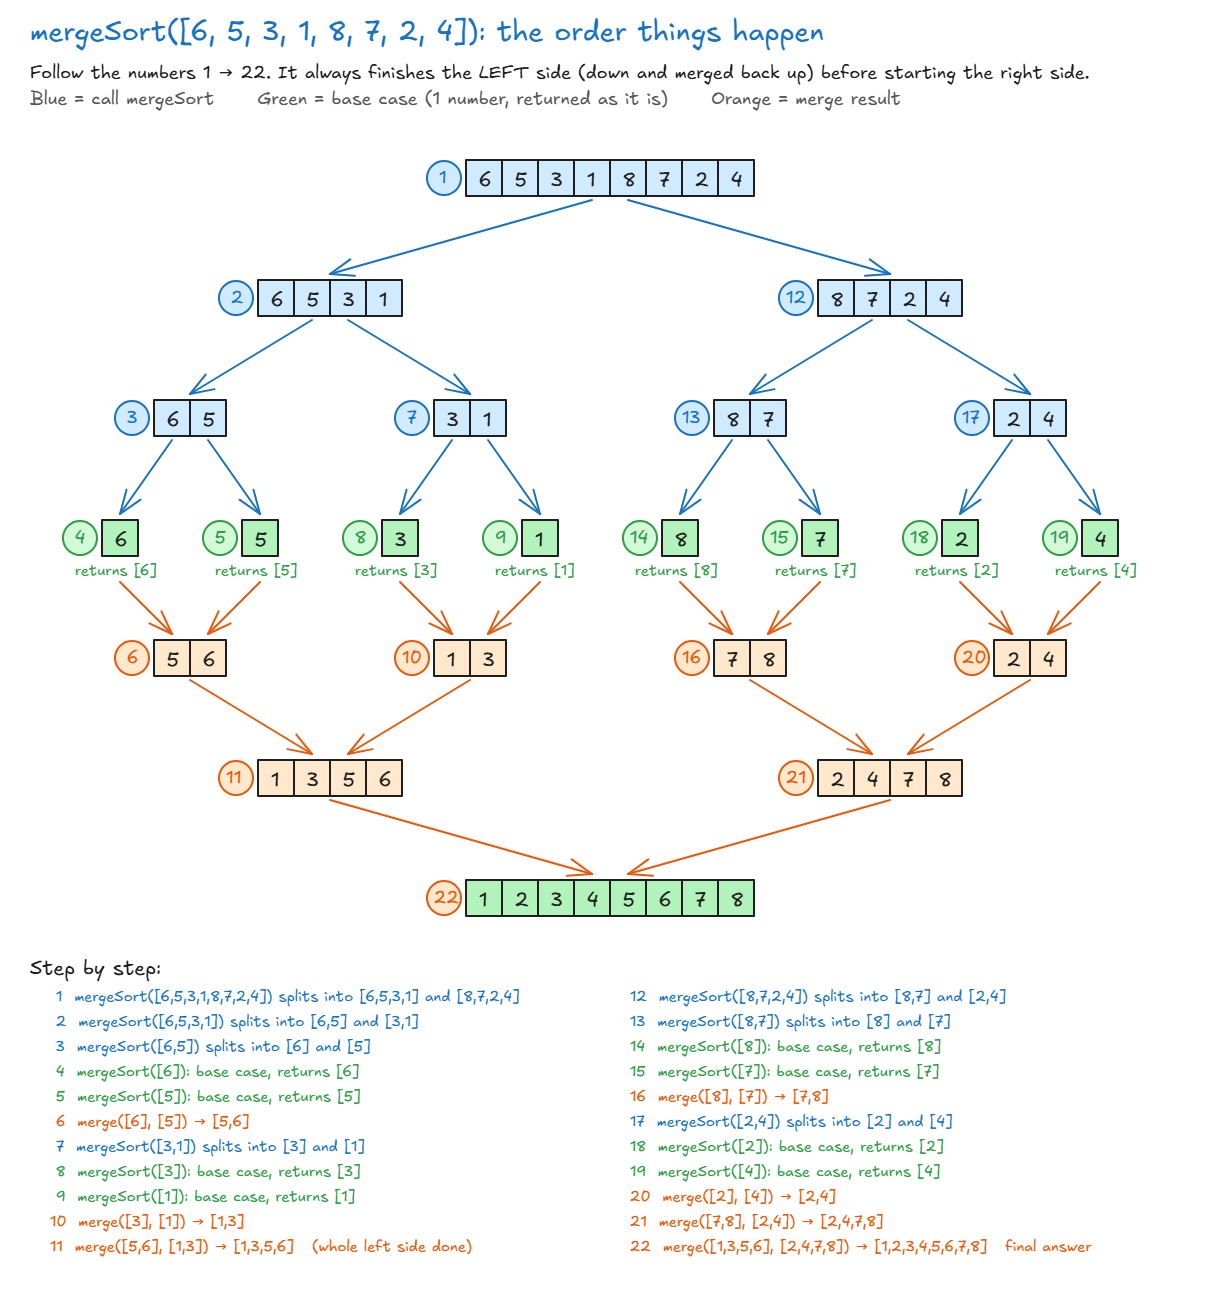 mergeSort([6, 5, 3, 1, 8, 7, 2, 4]): the order things happen
Follow the numbers 1 → 22. It always finishes the LEFT side (down and merged back up) before starting the right side.
Blue = call mergeSort Green = base case (1 number, returned as it is) Orange = merge result
1 6 5 3 1 8 7 2 4
2 6 5 3 1 12 8 7 2 4
3 6 5 7 3 1 13 8 7 17 2 4
4 6 5 5 8 3 9 1 14 8 15 7 18 2 19 4
returns [6] returns [5] returns [3] returns [1] returns [8] returns [7] returns [2] returns [4]
6 5 6 10 1 3 16 7 8 20 2 4
11 1 3 5 6 21 2 4 7 8
22 1 2 3 4 5 6 7 8
Step by step:
1 mergeSort([6,5,3,1,8,7,2,4]) splits into [6,5,3,1] and [8,7,2,4]
2 mergeSort([6,5,3,1]) splits into [6,5] and [3,1]
3 mergeSort([6,5]) splits into [6] and [5]
4 mergeSort([6]): base case, returns [6]
5 mergeSort([5]): base case, returns [5]
6 merge([6], [5]) → [5,6]
7 mergeSort([3,1]) splits into [3] and [1]
8 mergeSort([3]): base case, returns [3]
9 mergeSort([1]): base case, returns [1]
10 merge([3], [1]) → [1,3]
11 merge([5,6], [1,3]) → [1,3,5,6] (whole left side done)
12 mergeSort([8,7,2,4]) splits into [8,7] and [2,4]
13 mergeSort([8,7]) splits into [8] and [7]
14 mergeSort([8]): base case, returns [8]
15 mergeSort([7]): base case, returns [7]
16 merge([8], [7]) → [7,8]
17 mergeSort([2,4]) splits into [2] and [4]
18 mergeSort([2]): base case, returns [2]
19 mergeSort([4]): base case, returns [4]
20 merge([2], [4]) → [2,4]
21 merge([7,8], [2,4]) → [2,4,7,8]
22 merge([1,3,5,6], [2,4,7,8]) → [1,2,3,4,5,6,7,8] final answer